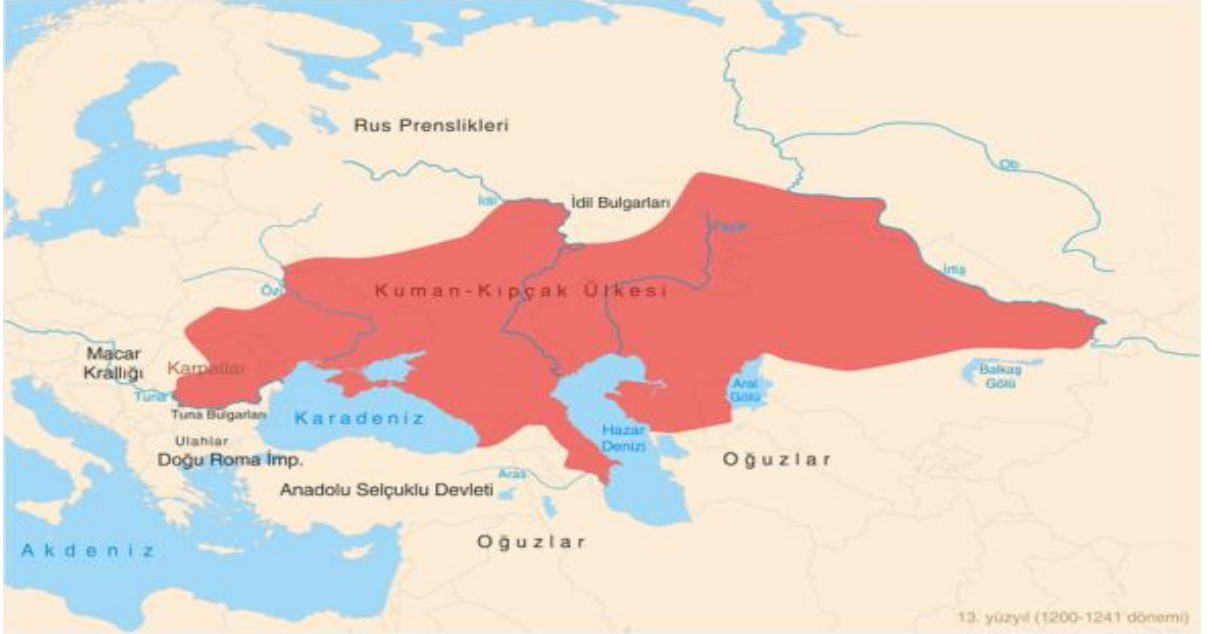 Rus Prenslikleri
Ob
İdil
İdil Bulgarları
Yayık
İrtiş
Özi
Kuman-Kıpçak Ülkesi
Macar
Krallığı
Karpatlar
Tuna
Tuna Bulgarları
Karadeniz
Ulahlar
Doğu Roma İmp.
Aral
Gölü
Balkaş
Gölü
Hazar
Denizi
Oğuzlar
Aras
Anadolu Selçuklu Devleti
Oğuzlar
Akdeniz
13. yüzyıl (1200-1241 dönemi)